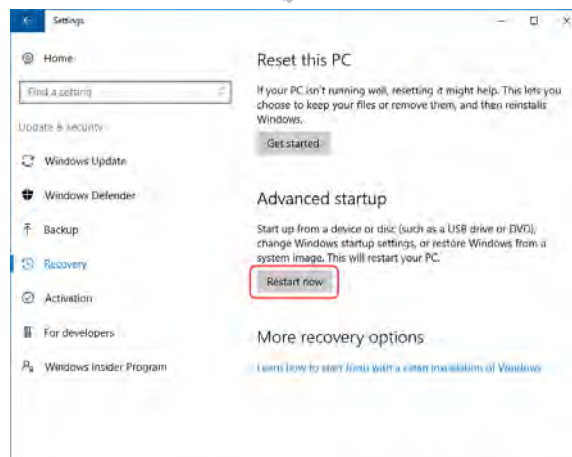 Settings
Home
Find a setting
Update & security
Windows Update
Windows Defender
Backup
Recovery
Activation
For developers
Windows Insider Program
Reset this PC
If your PC isn't running well, resetting it might help. This lets you
choose to keep your files or remove them, and then reinstalls
Windows.
Get started
Advanced startup
Start up from a device or disc (such as a USB drive or DVD),
change Windows startup settings, or restore Windows from a
system image. This will restart your PC.
Restart now
More recovery options
Learn how to start fresh with a clean installation of Windows